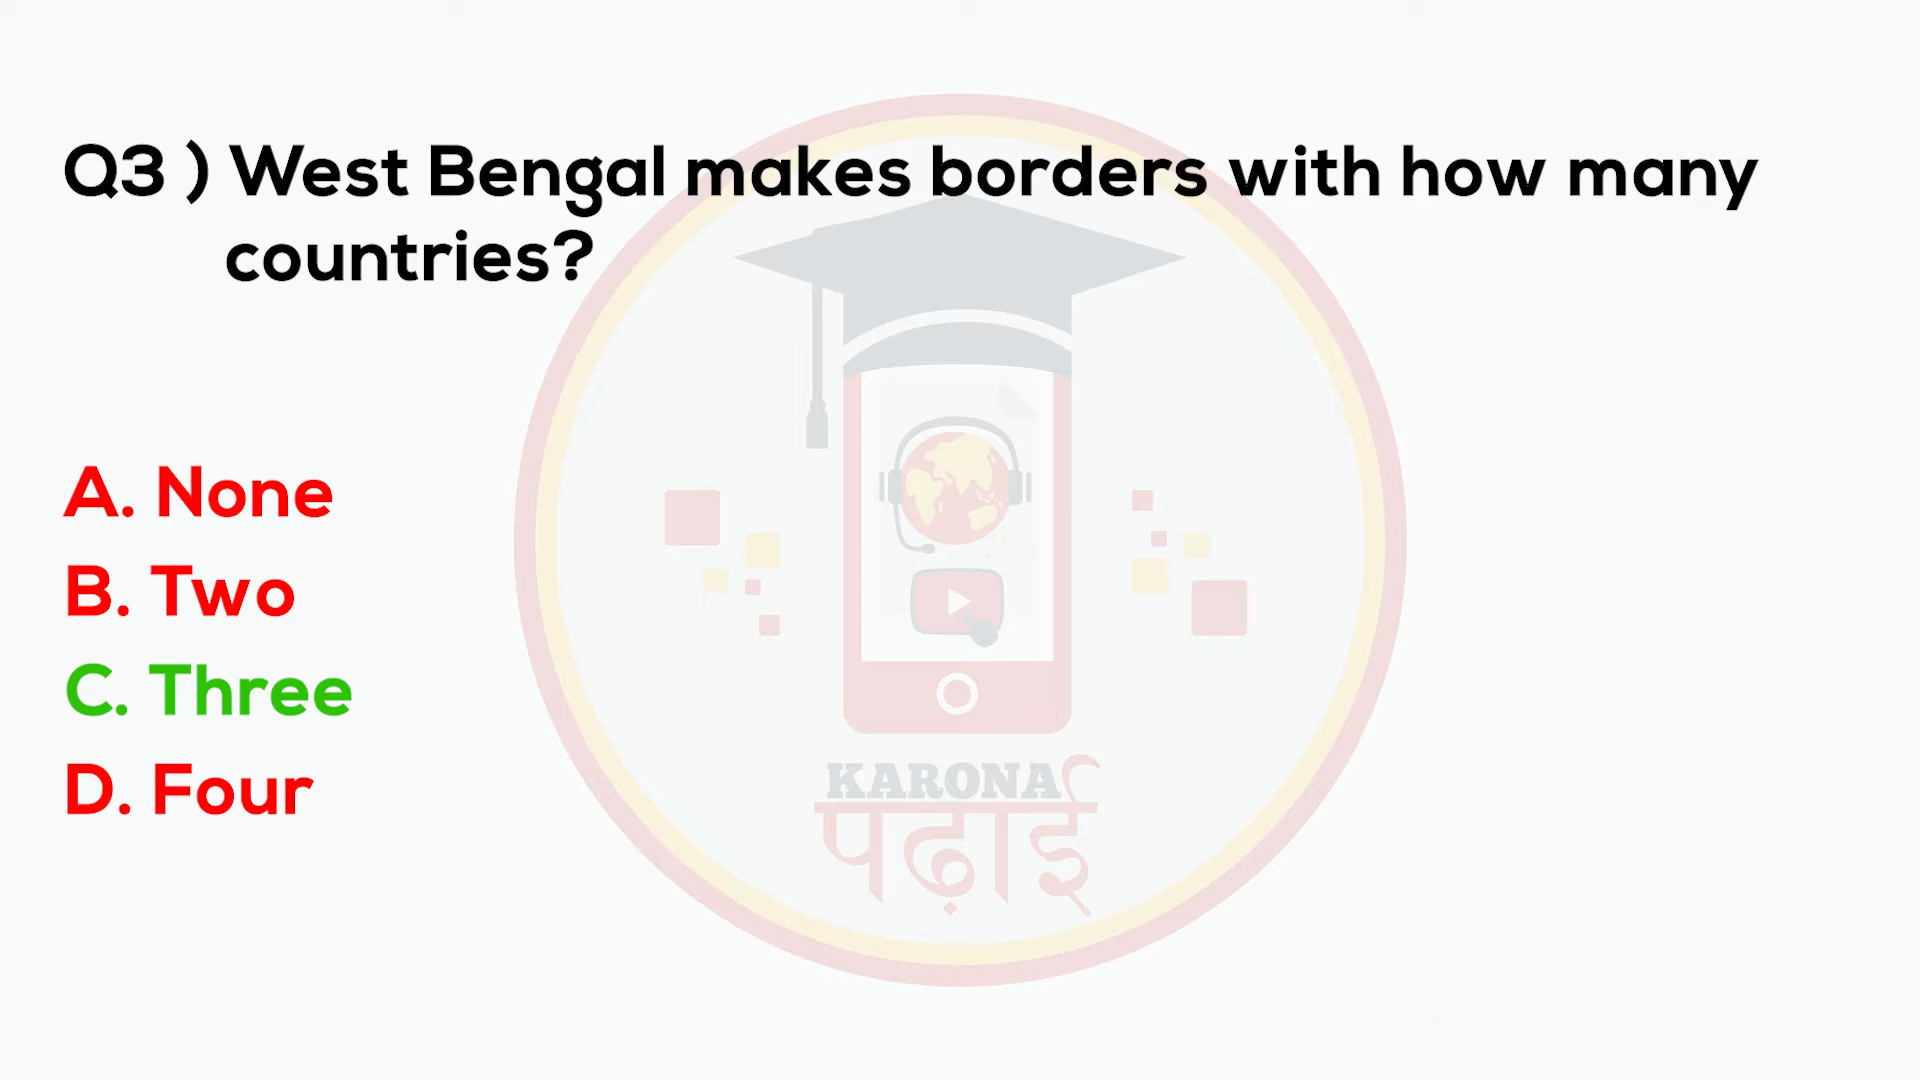 Q3 ) West Bengal makes borders with how many
countries?
A. None
B. Two
C. Three
D. Four
KARONA
पढ़ाई